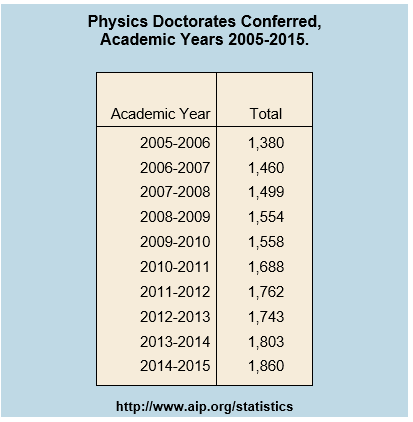 Physics Doctorates Conferred,
Academic Years 2005-2015.
Academic Year Total
2005-2006 1,380
2006-2007 1,460
2007-2008 1,499
2008-2009 1,554
2009-2010 1,558
2010-2011 1,688
2011-2012 1,762
2012-2013 1,743
2013-2014 1,803
2014-2015 1,860
http://www.aip.org/statistics